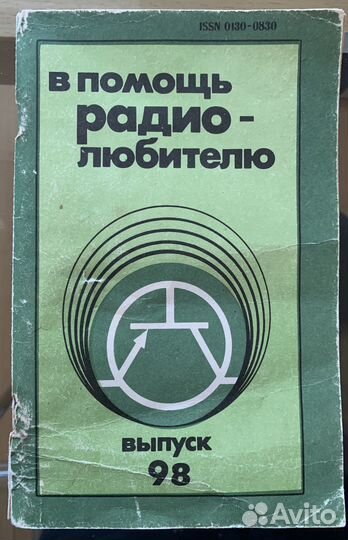 ISSN 0130-0830
В ПОМОЩЬ
РАДИО-
ЛЮБИТЕЛЮ
ВЫПУСК
98
Avito